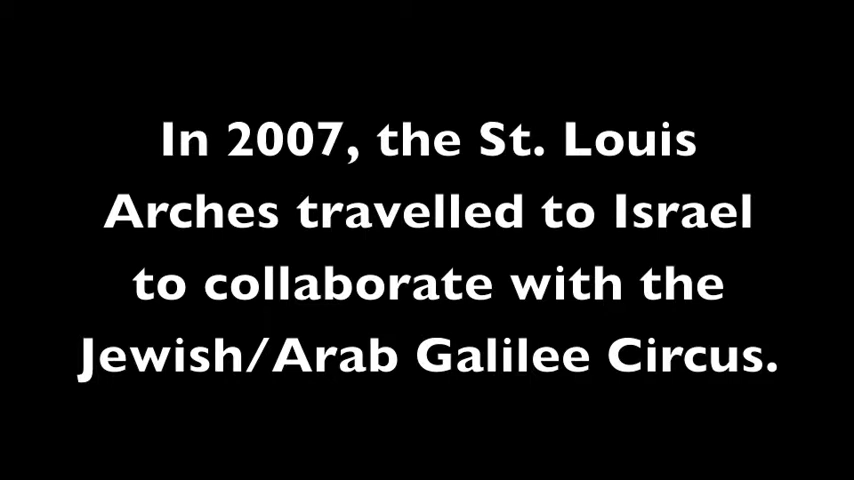 In 2007, the St. Louis
Arches travelled to Israel
to collaborate with the
Jewish/Arab Galilee Circus.